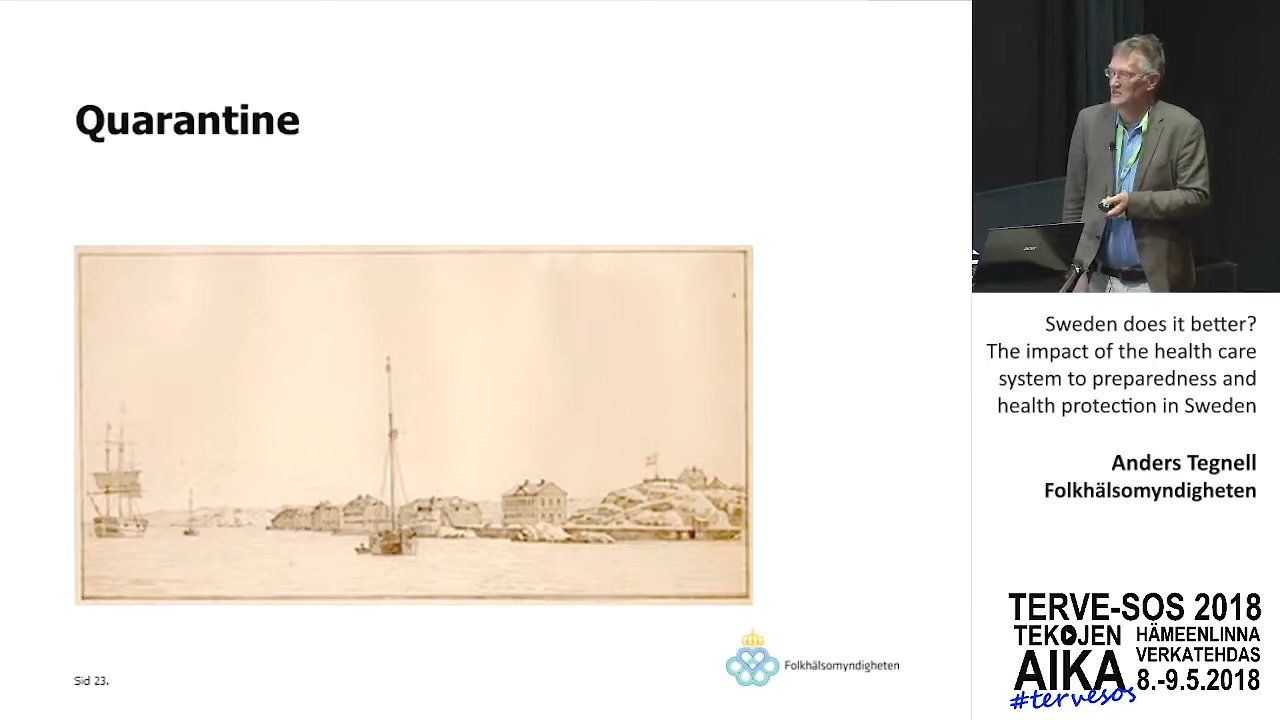 Quarantine
Sid 23.
Folkhälsomyndigheten
acer
Sweden does it better?
The impact of the health care
system to preparedness and
health protection in Sweden
Anders Tegnell
Folkhälsomyndigheten
TERVE-SOS 2018
TEKOJEN
AIKA
HÄMEENLINNA
VERKATEHDAS
8.-9.5.2018
#tervesos